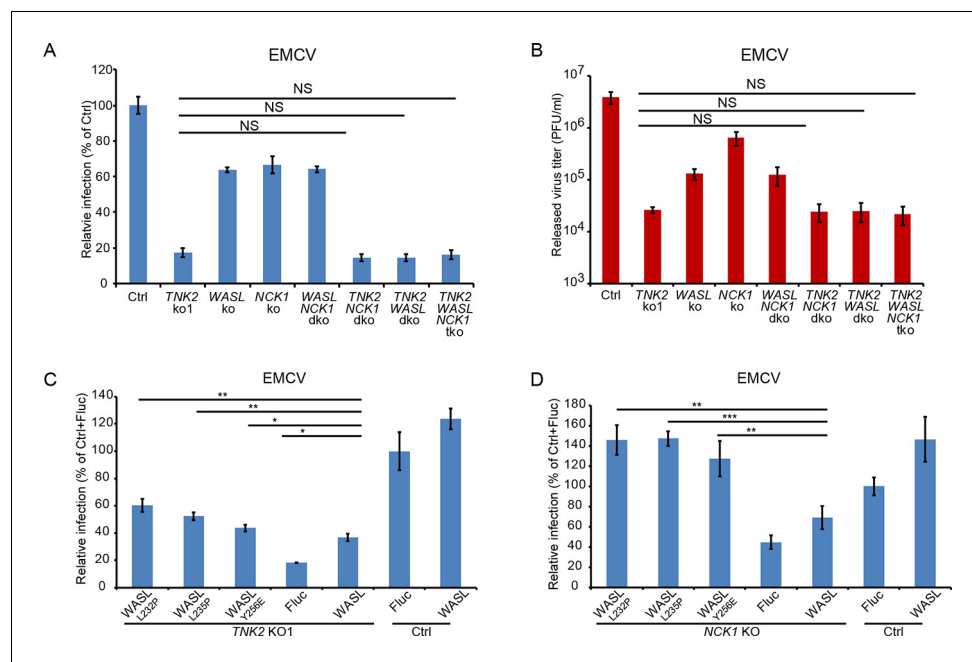 A
EMCV
Relatvie infection (% of Ctrl)
120
100
80
60
40
20
0
NS
NS
NS
Ctrl
TNK2
ko1
WASL
ko
NCK1
ko
WASL
NCK1
dko
TNK2
NCK1
dko
TNK2
WASL
dko
TNK2
WASL
NCK1
tko
B
EMCV
Released virus titer (PFU/ml)
10⁷
10⁶
10⁵
10⁴
10³
NS
NS
NS
Ctrl
TNK2
ko1
WASL
ko
NCK1
ko
WASL
NCK1
dko
TNK2
NCK1
dko
TNK2
WASL
dko
TNK2
WASL
NCK1
tko
C
EMCV
Relative infection (% of Ctrl+Fluc)
140
120
100
80
60
40
20
0
**
**
*
*
WASL
L232P
WASL
L235P
WASL
Y256E
Fluc
WASL
Fluc
WASL
TNK2 KO1
Ctrl
D
EMCV
Relative infection (% of Ctrl+Fluc)
180
160
140
120
100
80
60
40
20
0
**
***
**
WASL
L232P
WASL
L235P
WASL
Y256E
Fluc
WASL
Fluc
WASL
NCK1 KO
Ctrl